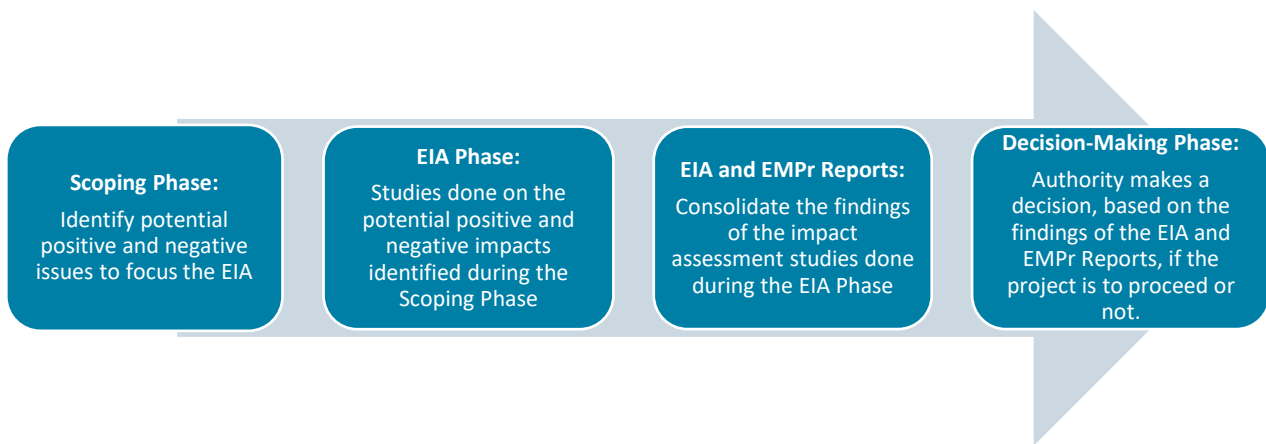 Scoping Phase:
Identify potential
positive and negative
issues to focus the EIA
EIA Phase:
Studies done on the
potential positive and
negative impacts
identified during the
Scoping Phase
EIA and EMPr Reports:
Consolidate the findings
of the impact
assessment studies done
during the EIA Phase
Decision-Making Phase:
Authority makes a
decision, based on the
findings of the EIA and
EMPr Reports, if the
project is to proceed or
not.